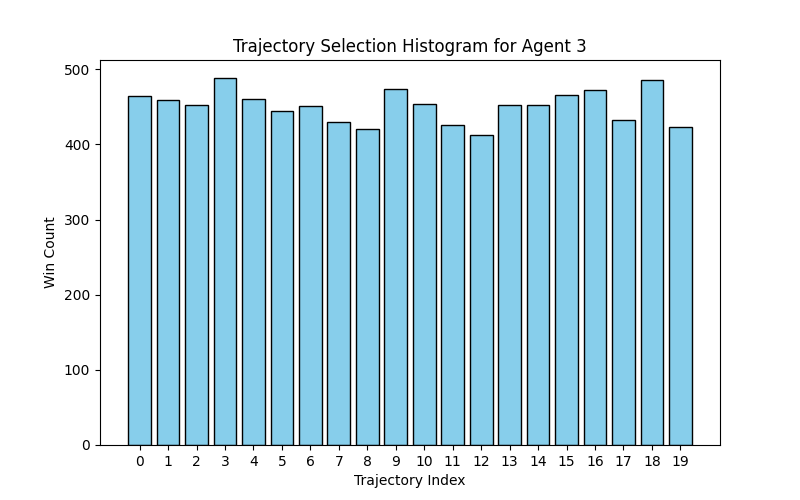 Trajectory Selection Histogram for Agent 3
500
400
300
200
100
0
Win Count
0 1 2 3 4 5 6 7 8 9 10 11 12 13 14 15 16 17 18 19
Trajectory Index